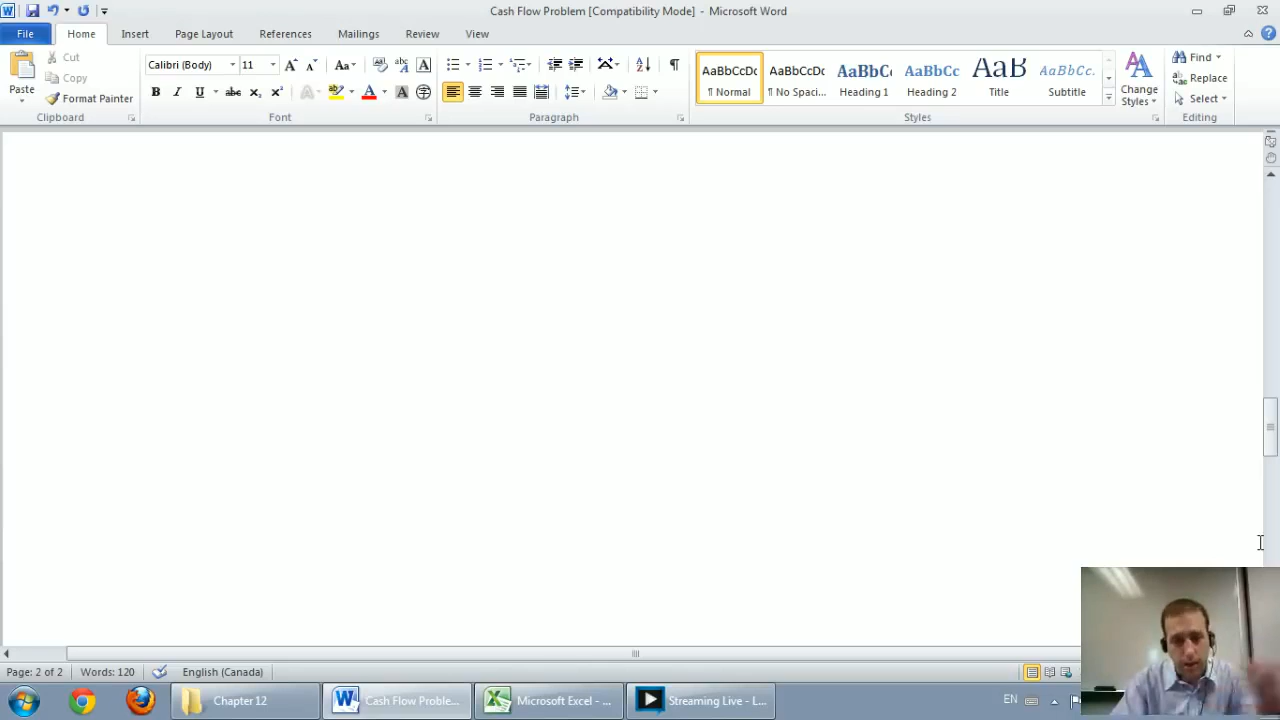 Cash Flow Problem [Compatibility Mode] - Microsoft Word
File Home Insert Page Layout References Mailings Review View
Paste
Cut
Copy
Format Painter
Clipboard
Calibri (Body) 11
Font
Paragraph
AaBbCcDc AaBbCcDc AaBbC AaBbCc AaB AaBbCc.
¶ Normal ¶ No Spaci... Heading 1 Heading 2 Title Subtitle
Change Styles
Styles
Find
Replace
Select
Editing
Page: 2 of 2 Words: 120 English (Canada)
Chapter 12 Cash Flow Proble... Microsoft Excel - ... Streaming Live - L... EN